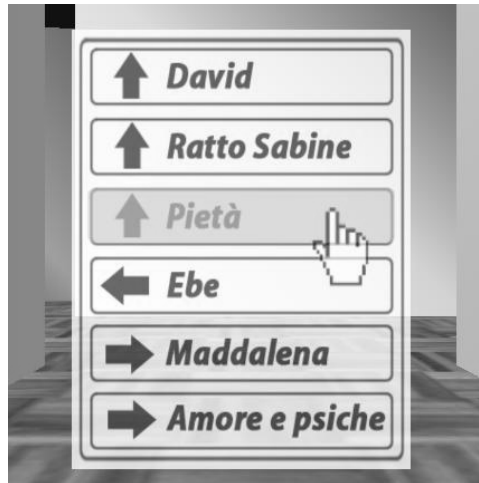 David
Ratto Sabine
Pietà
Ebe
Maddalena
Amore e psiche